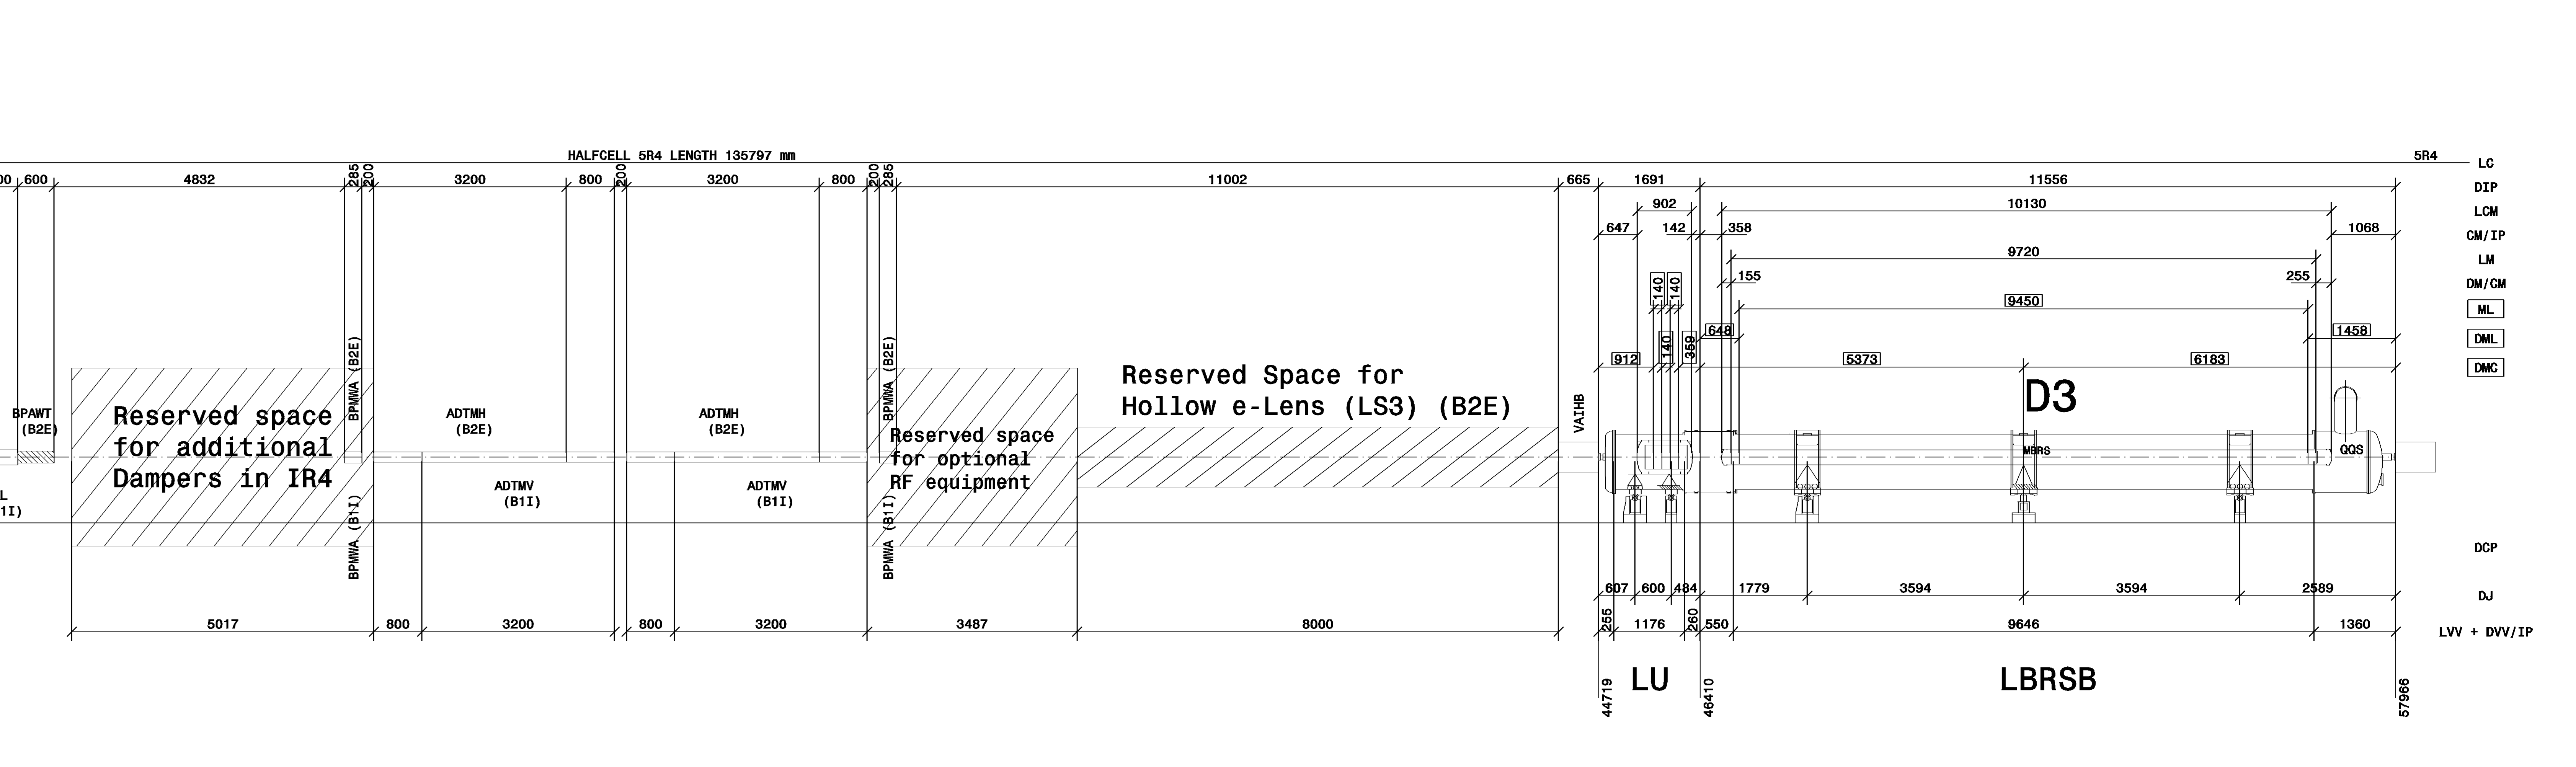 HALFCELL 5R4 LENGTH 135797 mm
5R4
LC
00 600 4832 285 200 3200 800 200 3200 800 200 285 11002 665 1691 11556
DIP
902 10130
LCM
647 142 358 1068
CM/IP
9720
LM
140 140 155 255
DM/CM
9450
ML
140 359 648 1458
DML
912 5373 6183
DMC
Reserved Space for
Hollow e-Lens (LS3) (B2E)
D3
VAIHB
BPAWT
(B2E)
Reserved space
for additional
Dampers in IR4
BPMWA (B2E)
BPMWA (B1I)
ADTMH
(B2E)
ADTMV
(B1I)
ADTMH
(B2E)
ADTMV
(B1I)
BPMWA (B2E)
BPMWA (B1I)
Reserved space
for optional
RF equipment
MBRS
QQS
L
1I)
DCP
607 600 484 1779 3594 3594 2589
DJ
5017 800 3200 800 3200 3487 8000 255 1176 260 550 9646 1360
LVV + DVV/IP
LU
LBRSB
44719
46410
57966